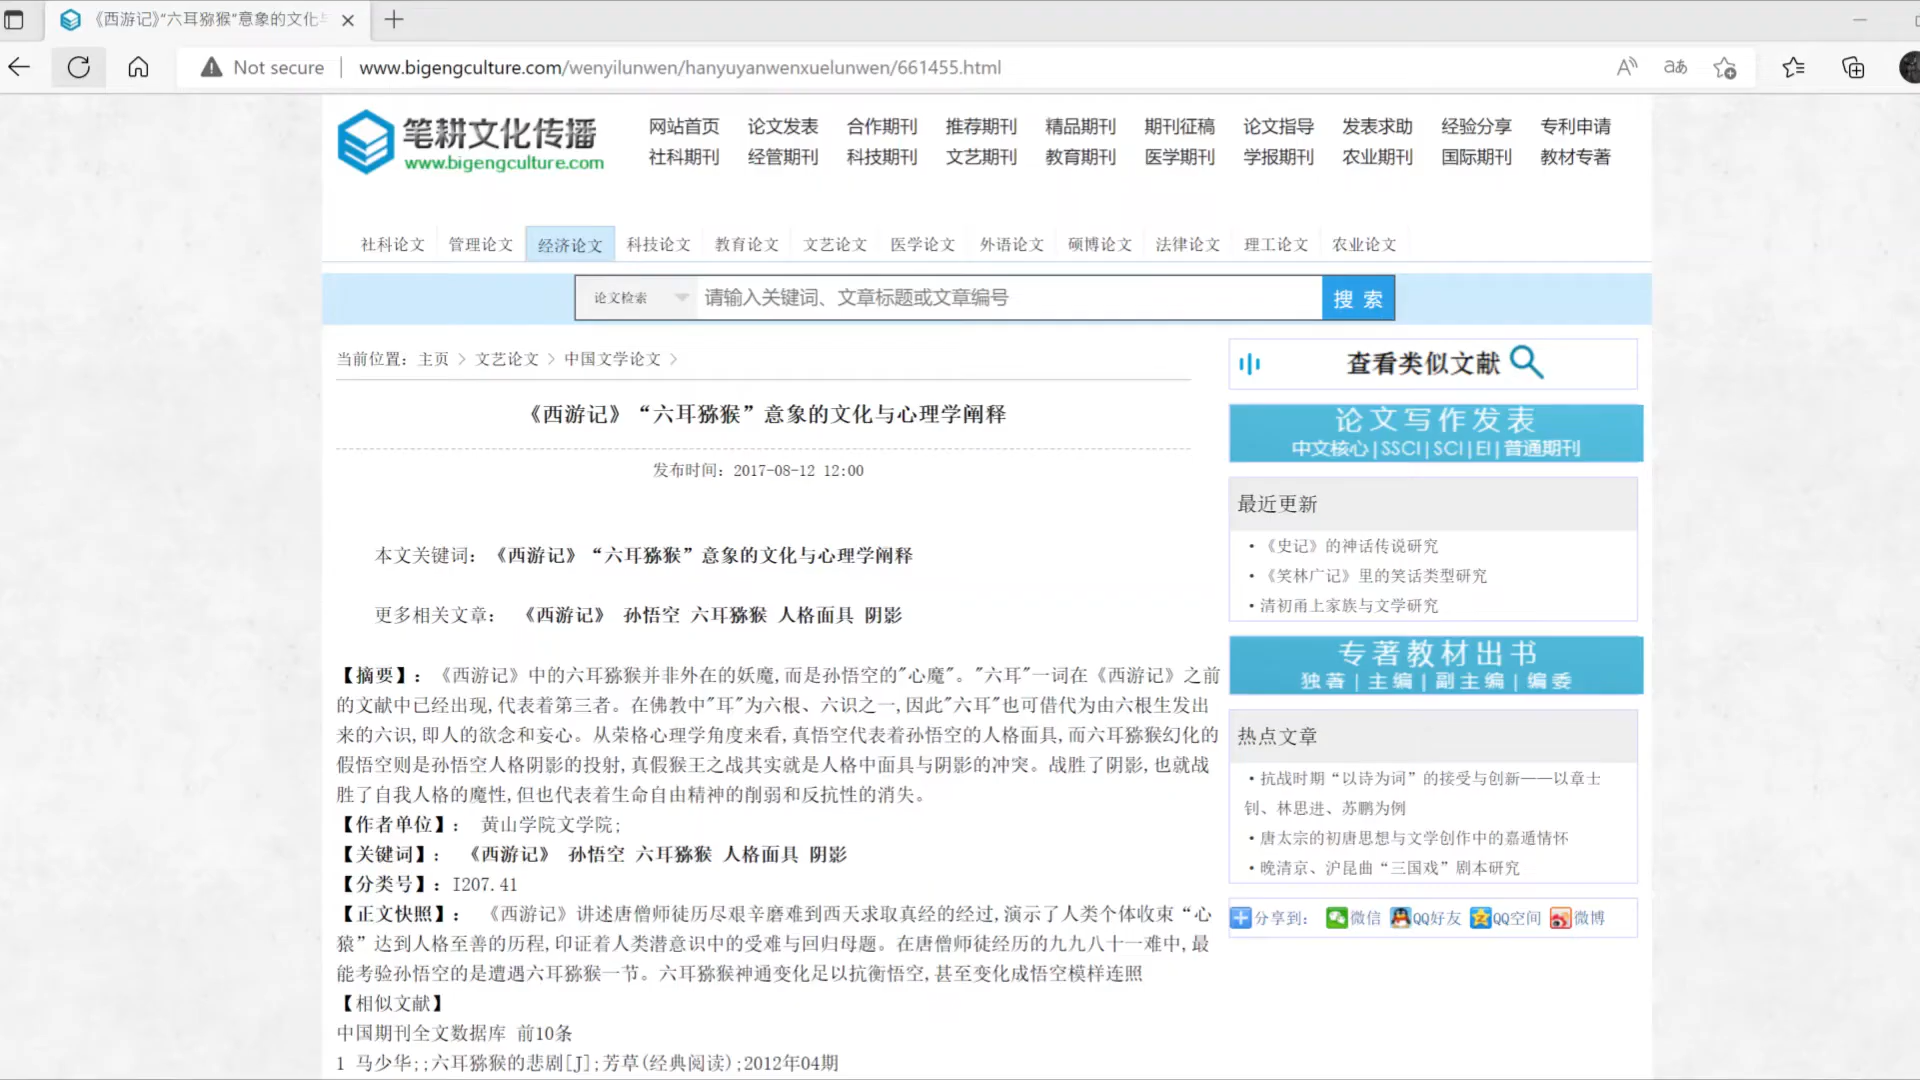 《西游记》“六耳猕猴”意象的文化与
Not secure
www.bigengculture.com/wenyilunwen/hanyuyanwenxuelunwen/661455.html
笔耕文化传播
www.bigengculture.com
网站首页 论文发表 合作期刊 推荐期刊 精品期刊 期刊征稿 论文指导 发表求助 经验分享 专利申请
社科期刊 经管期刊 科技期刊 文艺期刊 教育期刊 医学期刊 学报期刊 农业期刊 国际期刊 教材专著
社科论文 管理论文 经济论文 科技论文 教育论文 文艺论文 医学论文 外语论文 硕博论文 法律论文 理工论文 农业论文
论文检索 请输入关键词、文章标题或文章编号 搜 索
当前位置: 主页 > 文艺论文 > 中国文学论文 >
《西游记》“六耳猕猴”意象的文化与心理学阐释
发布时间: 2017-08-12 12:00
本文关键词: 《西游记》“六耳猕猴”意象的文化与心理学阐释
更多相关文章: 《西游记》 孙悟空 六耳猕猴 人格面具 阴影
【摘要】: 《西游记》中的六耳猕猴并非外在的妖魔,而是孙悟空的"心魔"。"六耳"一词在《西游记》之前
的文献中已经出现,代表着第三者。在佛教中"耳"为六根、六识之一,因此"六耳"也可借代为由六根生发出
来的六识,即人的欲念和妄心。从荣格心理学角度来看,真悟空代表着孙悟空的人格面具,而六耳猕猴幻化的
假悟空则是孙悟空人格阴影的投射,真假猴王之战其实就是人格中面具与阴影的冲突。战胜了阴影,也就战
胜了自我人格的魔性,但也代表着生命自由精神的削弱和反抗性的消失。
【作者单位】: 黄山学院文学院;
【关键词】: 《西游记》 孙悟空 六耳猕猴 人格面具 阴影
【分类号】: I207.41
【正文快照】: 《西游记》讲述唐僧师徒历尽艰辛磨难到西天求取真经的经过,演示了人类个体收束“心
猿”达到人格至善的历程,印证着人类潜意识中的受难与回归母题。在唐僧师徒经历的九九八十一难中,最
能考验孙悟空的是遭遇六耳猕猴一节。六耳猕猴神通变化足以抗衡悟空,甚至变化成悟空模样连照
【相似文献】
中国期刊全文数据库 前10条
1 马少华;;六耳猕猴的悲剧[J];芳草(经典阅读);2012年04期
查看类似文献
论文写作发表
中文核心|SSCI|SCI|EI|普通期刊
最近更新
·《史记》的神话传说研究
·《笑林广记》里的笑话类型研究
·清初甬上家族与文学研究
专著教材出书
独著|主编|副主编|编委
热点文章
·抗战时期“以诗为词”的接受与创新——以章士
钊、林思进、苏鹏为例
·唐太宗的初唐思想与文学创作中的嘉遁情怀
·晚清京、沪昆曲“三国戏”剧本研究
分享到: 微信 QQ好友 QQ空间 微博